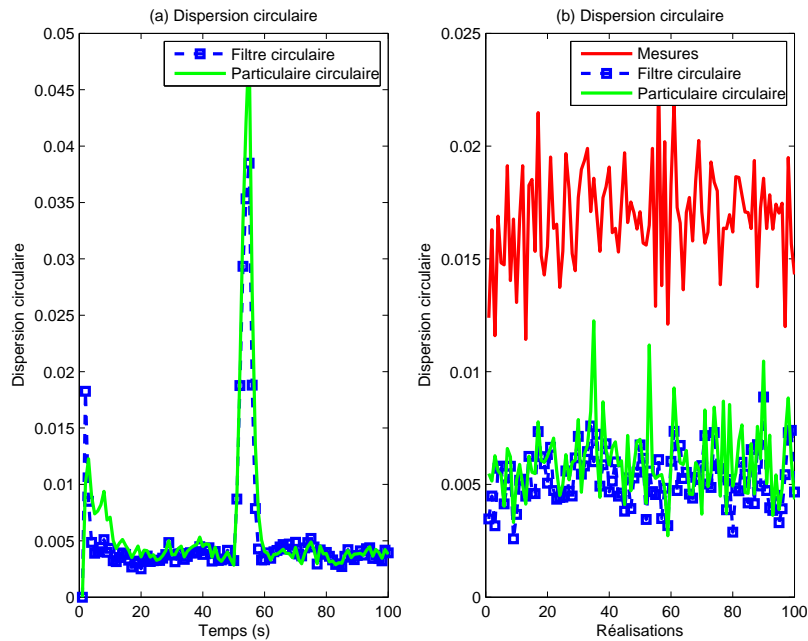 (a) Dispersion circulaire
Dispersion circulaire
0.05
0.045
0.04
0.035
0.03
0.025
0.02
0.015
0.01
0.005
0
0
20
40
60
80
100
Temps (s)
Filtre circulaire
Particulaire circulaire
(b) Dispersion circulaire
Dispersion circulaire
0.025
0.02
0.015
0.01
0.005
0
0
20
40
60
80
100
Réalisations
Mesures
Filtre circulaire
Particulaire circulaire